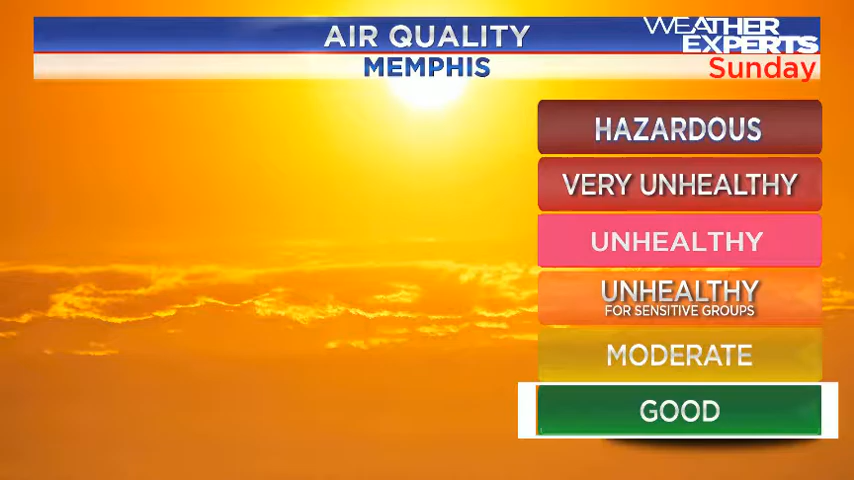 AIR QUALITY
WEATHER
EXPERTS
MEMPHIS
Sunday
HAZARDOUS
VERY UNHEALTHY
UNHEALTHY
UNHEALTHY
FOR SENSITIVE GROUPS
MODERATE
GOOD